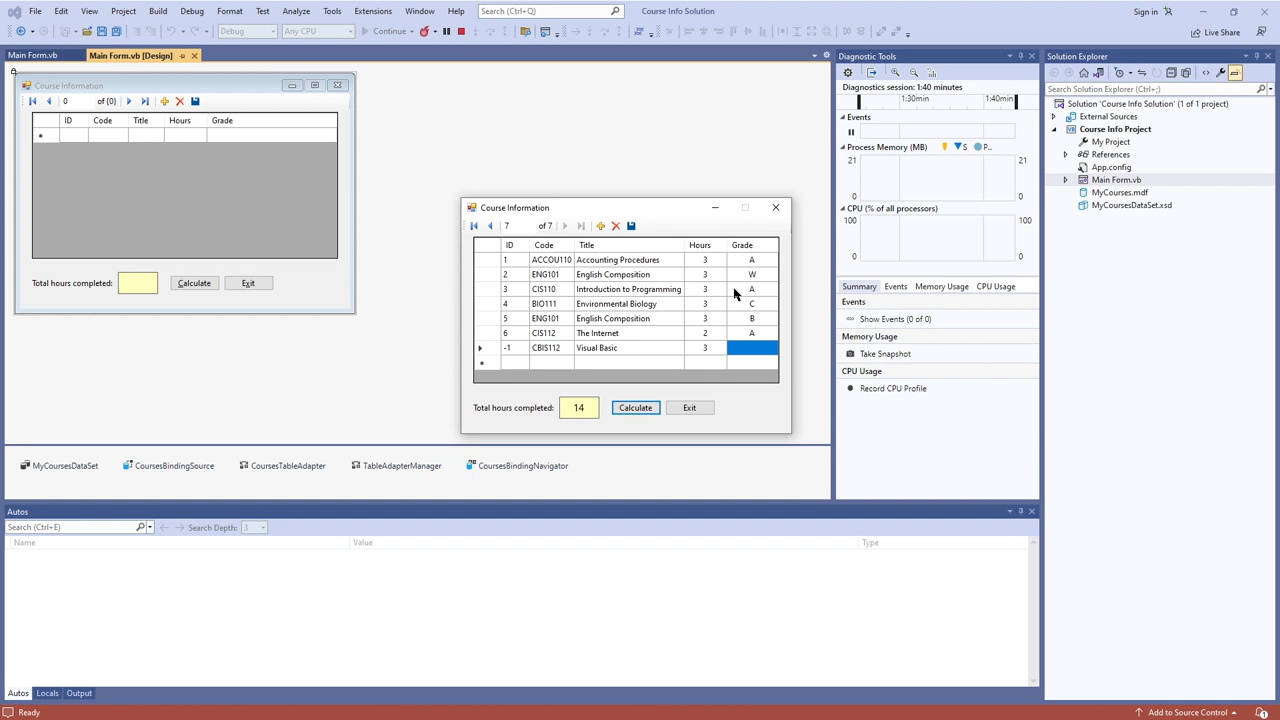 File Edit View Project Build Debug Format Test Analyze Tools Extensions Window Help Search (Ctrl+Q) Course Info Solution Sign in
Debug Any CPU Continue Live Share
Main Form.vb Main Form.vb [Design]
Course Information
0 of {0}
ID Code Title Hours Grade
*
Total hours completed: Calculate Exit
Course Information
7 of 7
ID Code Title Hours Grade
1 ACCOU110 Accounting Procedures 3 A
2 ENG101 English Composition 3 W
3 CIS110 Introduction to Programming 3 A
4 BIO111 Environmental Biology 3 C
5 ENG101 English Composition 3 B
6 CIS112 The Internet 2 A
-1 CBIS112 Visual Basic 3
*
Total hours completed: 14 Calculate Exit
MyCoursesDataSet CoursesBindingSource CoursesTableAdapter TableAdapterManager CoursesBindingNavigator
Autos
Search (Ctrl+E) Search Depth: 3
Name Value Type
Autos Locals Output
Diagnostic Tools
Diagnostics session: 1:40 minutes
1:30min 1:40min
Events
Process Memory (MB) S P...
21 21
0 0
CPU (% of all processors)
100 100
0 0
Summary Events Memory Usage CPU Usage
Events
Show Events (0 of 0)
Memory Usage
Take Snapshot
CPU Usage
Record CPU Profile
Solution Explorer
Search Solution Explorer (Ctrl+;)
Solution 'Course Info Solution' (1 of 1 project)
External Sources
Course Info Project
My Project
References
App.config
Main Form.vb
MyCourses.mdf
MyCoursesDataSet.xsd
Ready Add to Source Control 1